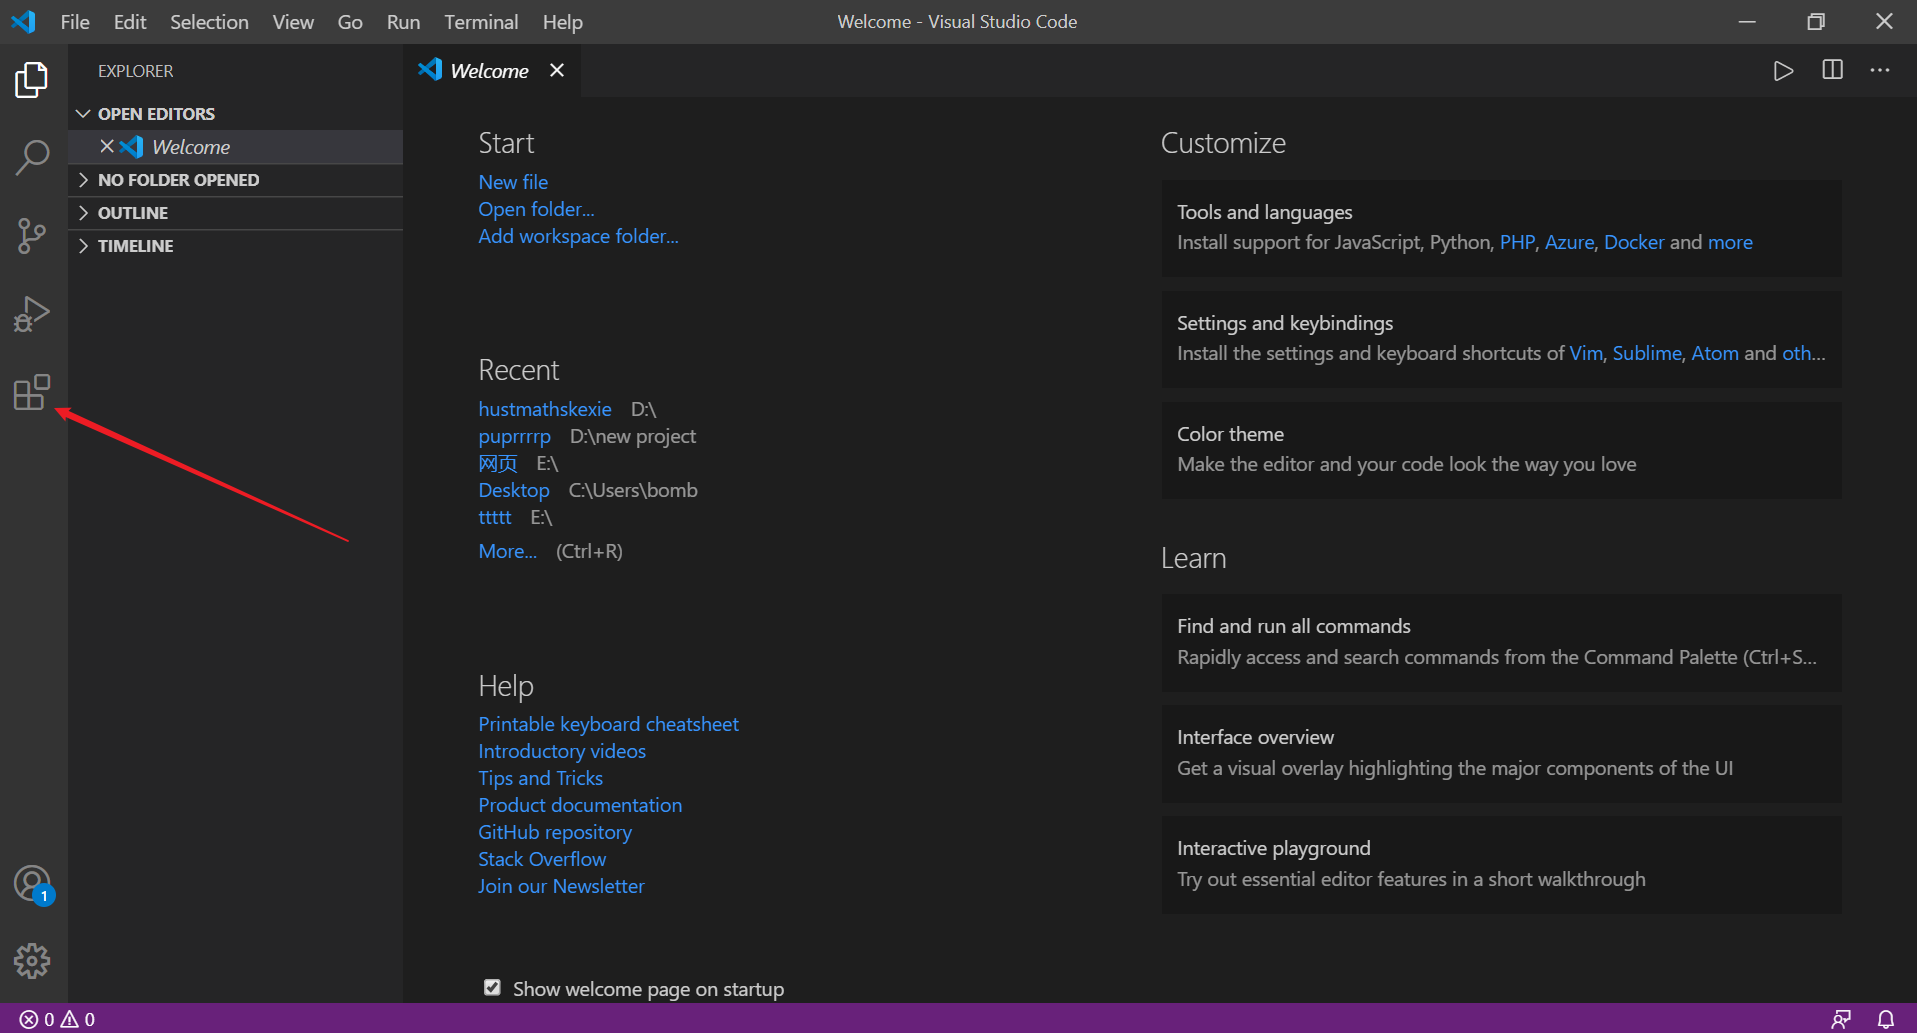 File Edit Selection View Go Run Terminal Help
Welcome - Visual Studio Code
EXPLORER
OPEN EDITORS
Welcome
NO FOLDER OPENED
OUTLINE
TIMELINE
Welcome
Start
New file
Open folder...
Add workspace folder...
Recent
hustmathskexie D:\
puprrrrp D:\new project
网页 E:\
Desktop C:\Users\bomb
ttttt E:\
More... (Ctrl+R)
Help
Printable keyboard cheatsheet
Introductory videos
Tips and Tricks
Product documentation
GitHub repository
Stack Overflow
Join our Newsletter
Show welcome page on startup
Customize
Tools and languages
Install support for JavaScript, Python, PHP, Azure, Docker and more
Settings and keybindings
Install the settings and keyboard shortcuts of Vim, Sublime, Atom and oth...
Color theme
Make the editor and your code look the way you love
Learn
Find and run all commands
Rapidly access and search commands from the Command Palette (Ctrl+S...
Interface overview
Get a visual overlay highlighting the major components of the UI
Interactive playground
Try out essential editor features in a short walkthrough
1
0 0